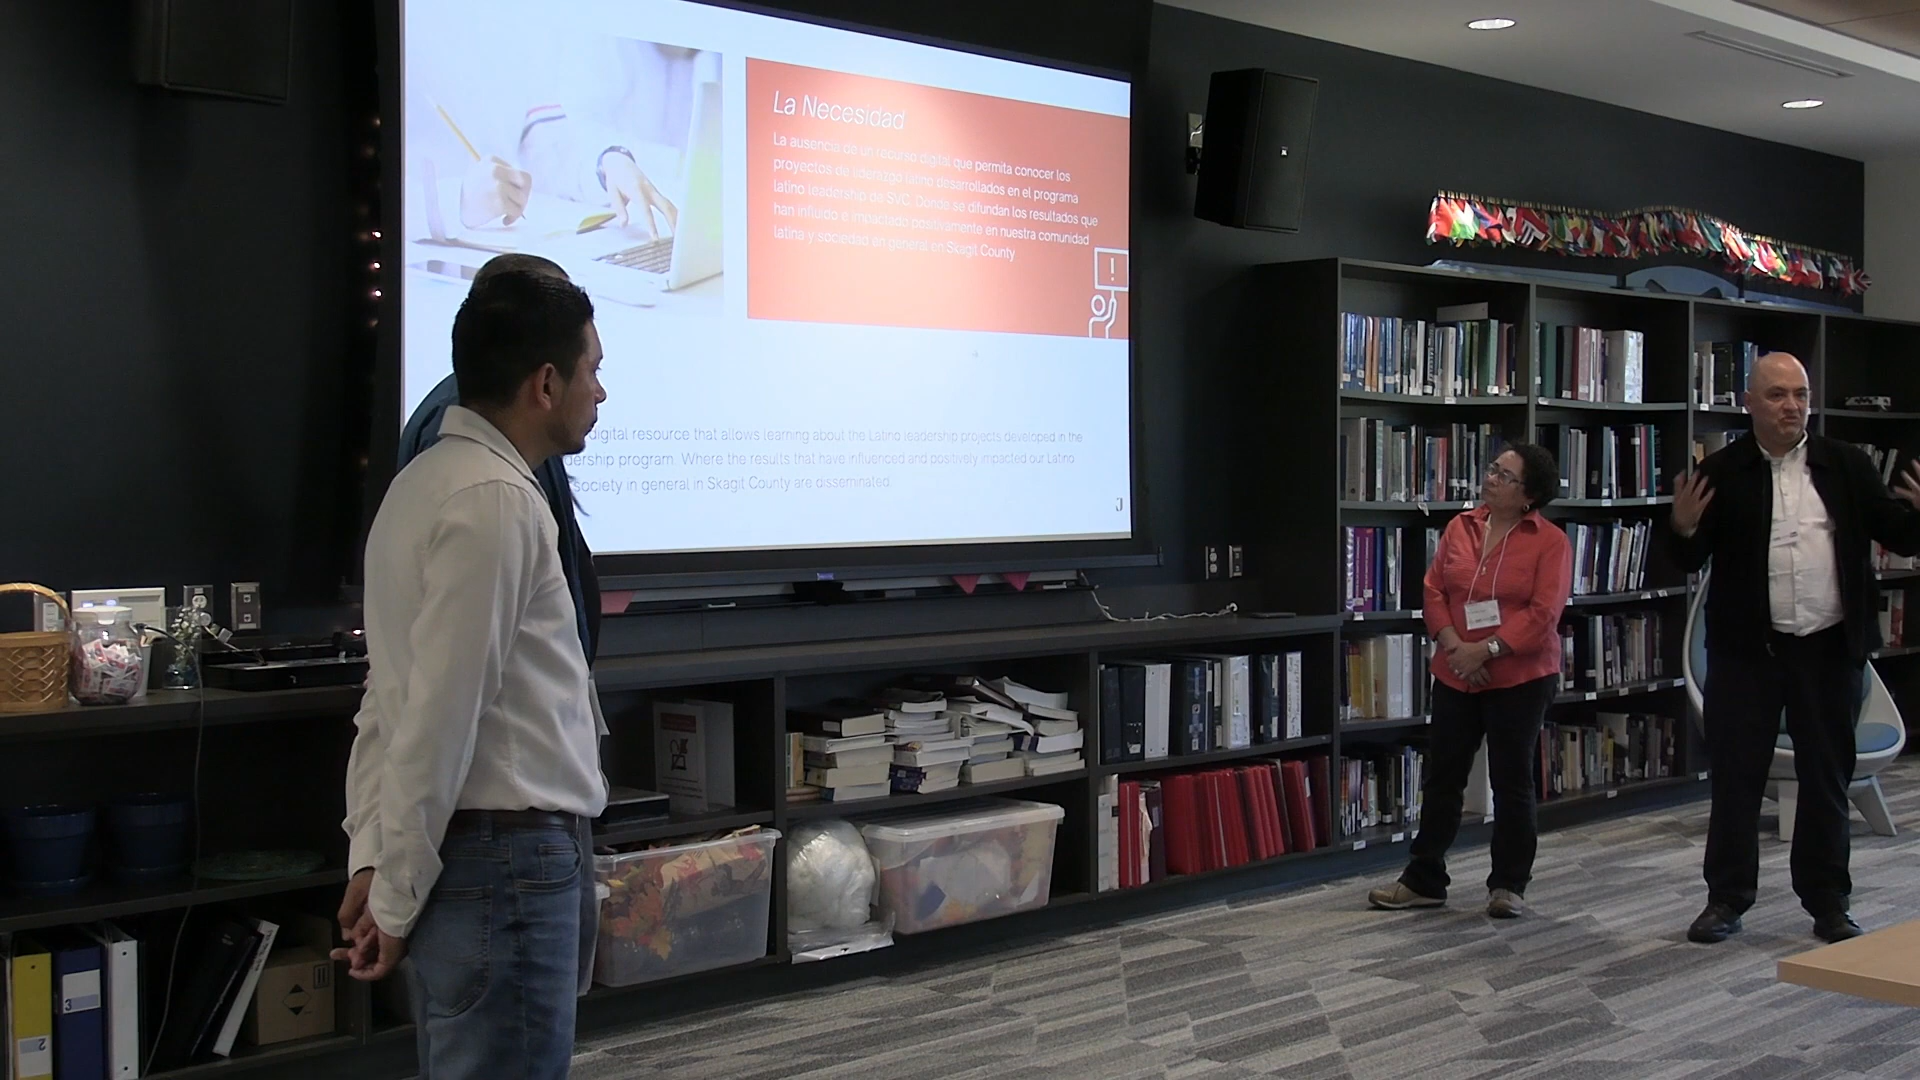 La Necesidad
La ausencia de un recurso digital que permita conocer los
proyectos de liderazgo latino desarrollados en el programa
latino leadership de SVC. Donde se difundan los resultados que
han influido e impactado positivamente en nuestra comunidad
latina y sociedad en general en Skagit County
!
digital resource that allows learning about the Latino leadership projects developed in the
dership program. Where the results that have influenced and positively impacted our Latino
society in general in Skagit County are disseminated.
3
2